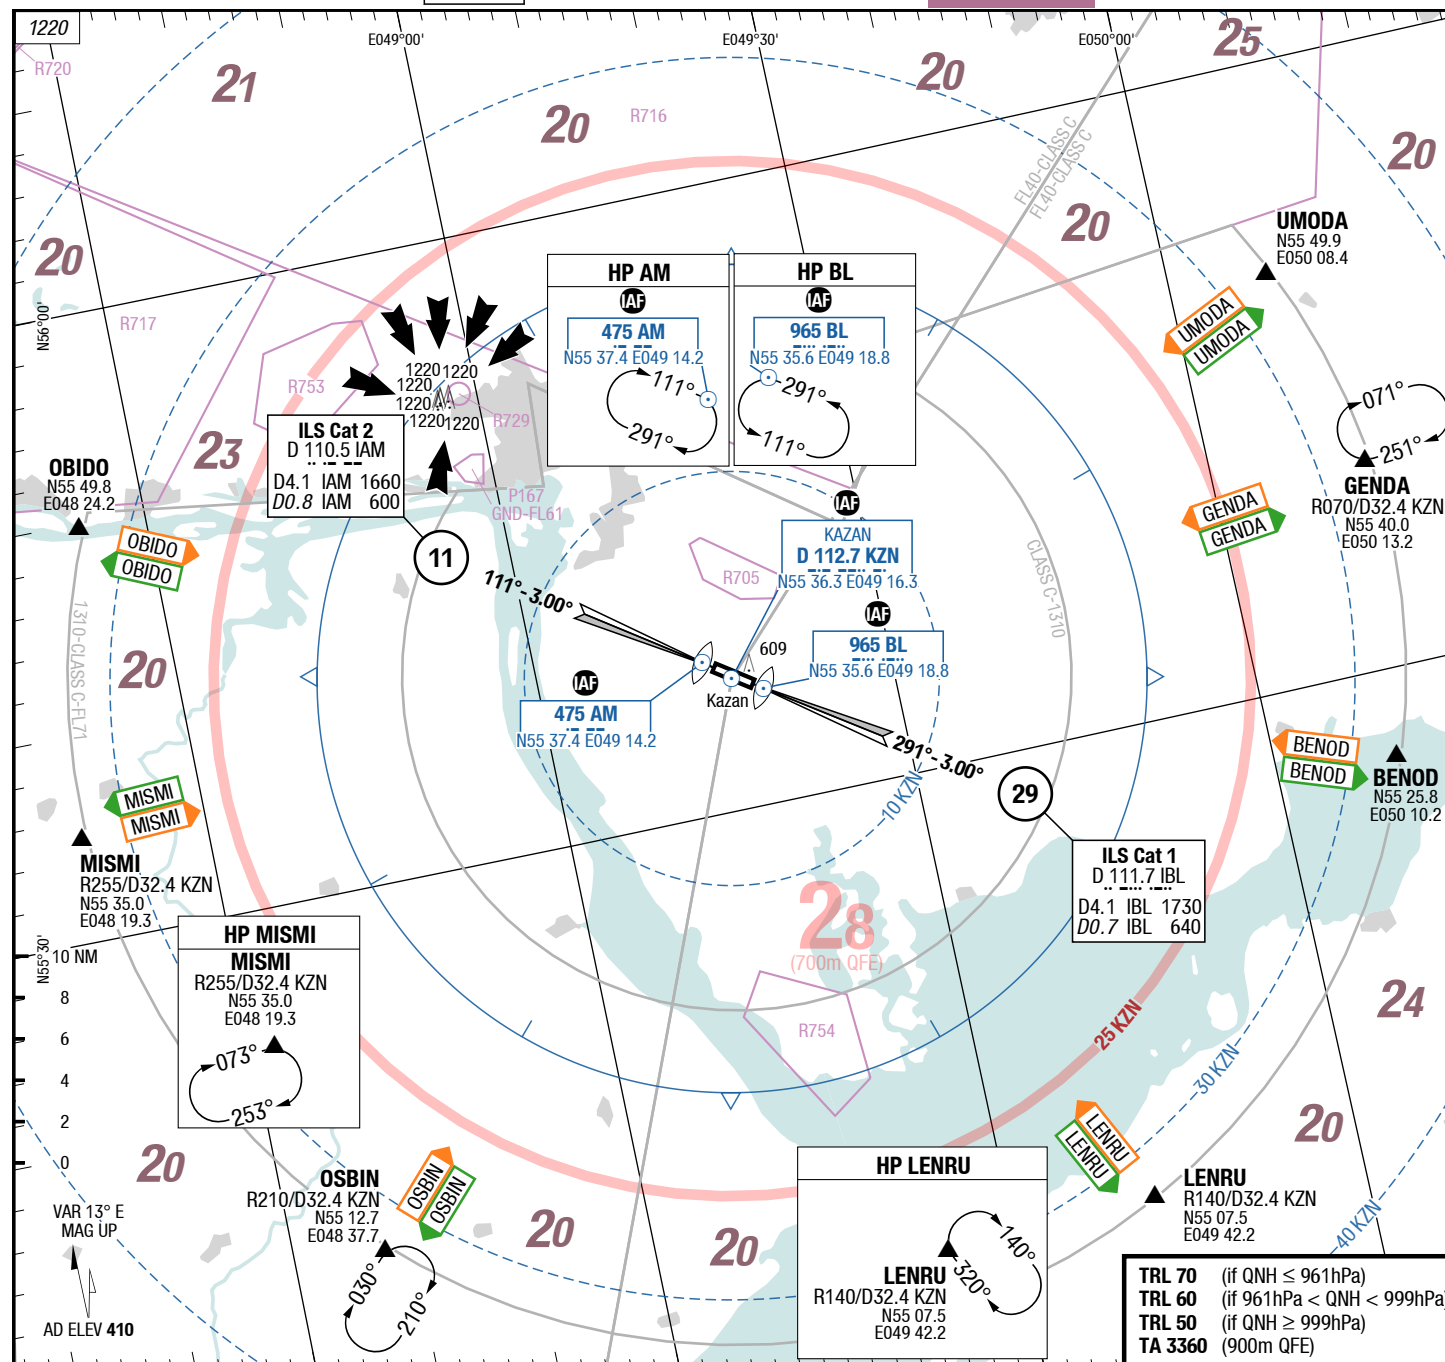 1220
E049°00'
E049°30'
E050°00'
R720
21
20
R716
20
25
20
FL40-CLASS C
FL40-CLASS C
20
UMODA
N55 49.9
E050 08.4
20
N56°00'
R717
UMODA
UMODA
HP AM
IAF
475 AM
N55 37.4 E049 14.2
111°
291°
HP BL
IAF
965 BL
N55 35.6 E049 18.8
291°
111°
R753
1220 1220
1220
1220
1220 1220
R729
23
ILS Cat 2
D 110.5 IAM
D4.1 IAM 1660
D0.8 IAM 600
11
P167
GND-FL61
OBIDO
N55 49.8
E048 24.2
OBIDO
OBIDO
071°
251°
GENDA
R070/D32.4 KZN
N55 40.0
E050 13.2
GENDA
GENDA
IAF
KAZAN
D 112.7 KZN
N55 36.3 E049 16.3
R705
CLASS C-1310
111°-3.00°
IAF
965 BL
N55 35.6 E049 18.8
609
Kazan
IAF
475 AM
N55 37.4 E049 14.2
1310-CLASS C-FL71
20
291°-3.00°
10 KZN
29
BENOD
BENOD
BENOD
N55 25.8
E050 10.2
MISMI
MISMI
MISMI
R255/D32.4 KZN
N55 35.0
E048 19.3
ILS Cat 1
D 111.7 IBL
D4.1 IBL 1730
D0.7 IBL 640
28
(700m QFE)
N55°30'
10 NM
8
6
4
2
0
HP MISMI
MISMI
R255/D32.4 KZN
N55 35.0
E048 19.3
073°
253°
R754
25 KZN
30 KZN
24
20
20
OSBIN
R210/D32.4 KZN
N55 12.7
E048 37.7
OSBIN
OSBIN
030°
210°
20
20
HP LENRU
140°
320°
LENRU
R140/D32.4 KZN
N55 07.5
E049 42.2
LENRU
LENRU
LENRU
R140/D32.4 KZN
N55 07.5
E049 42.2
40 KZN
VAR 13° E
MAG UP
AD ELEV 410
TRL 70 (if QNH ≤ 961hPa)
TRL 60 (if 961hPa < QNH < 999hPa)
TRL 50 (if QNH ≥ 999hPa)
TA 3360 (900m QFE)